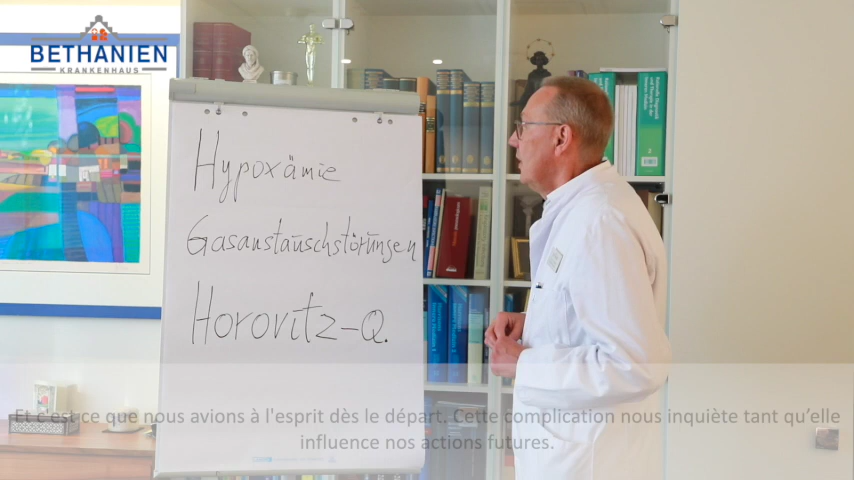 BETHANIEN
KRANKENHAUS
Hypoxämie
Gasaustauschstörungen
Horovitz-Q.
Et c'est ce que nous avions à l'esprit dès le départ. Cette complication nous inquiète tant qu'elle
influence nos actions futures.